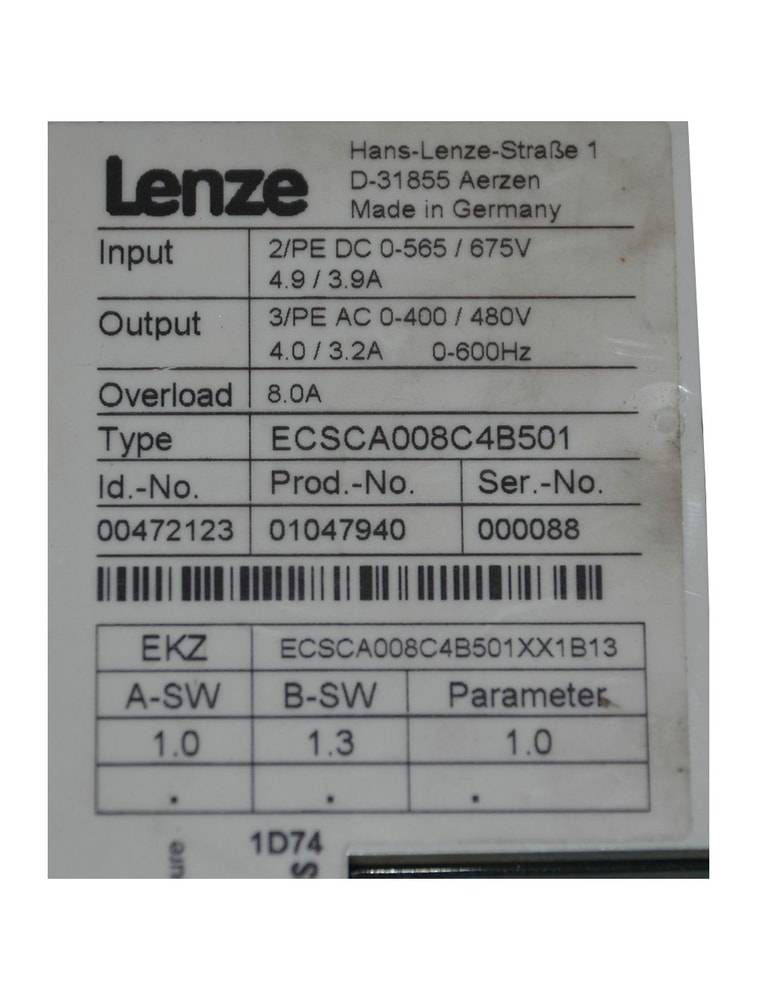 Lenze
Hans-Lenze-Straße 1
D-31855 Aerzen
Made in Germany
Input 2/PE DC 0-565 / 675V
4.9 / 3.9A
Output 3/PE AC 0-400 / 480V
4.0 / 3.2A 0-600Hz
Overload 8.0A
Type ECSCA008C4B501
Id.-No. Prod.-No. Ser.-No.
00472123 01047940 000088
EKZ ECSCA008C4B501XX1B13
A-SW B-SW Parameter
1.0 1.3 1.0
. . .
1D74
ure
S